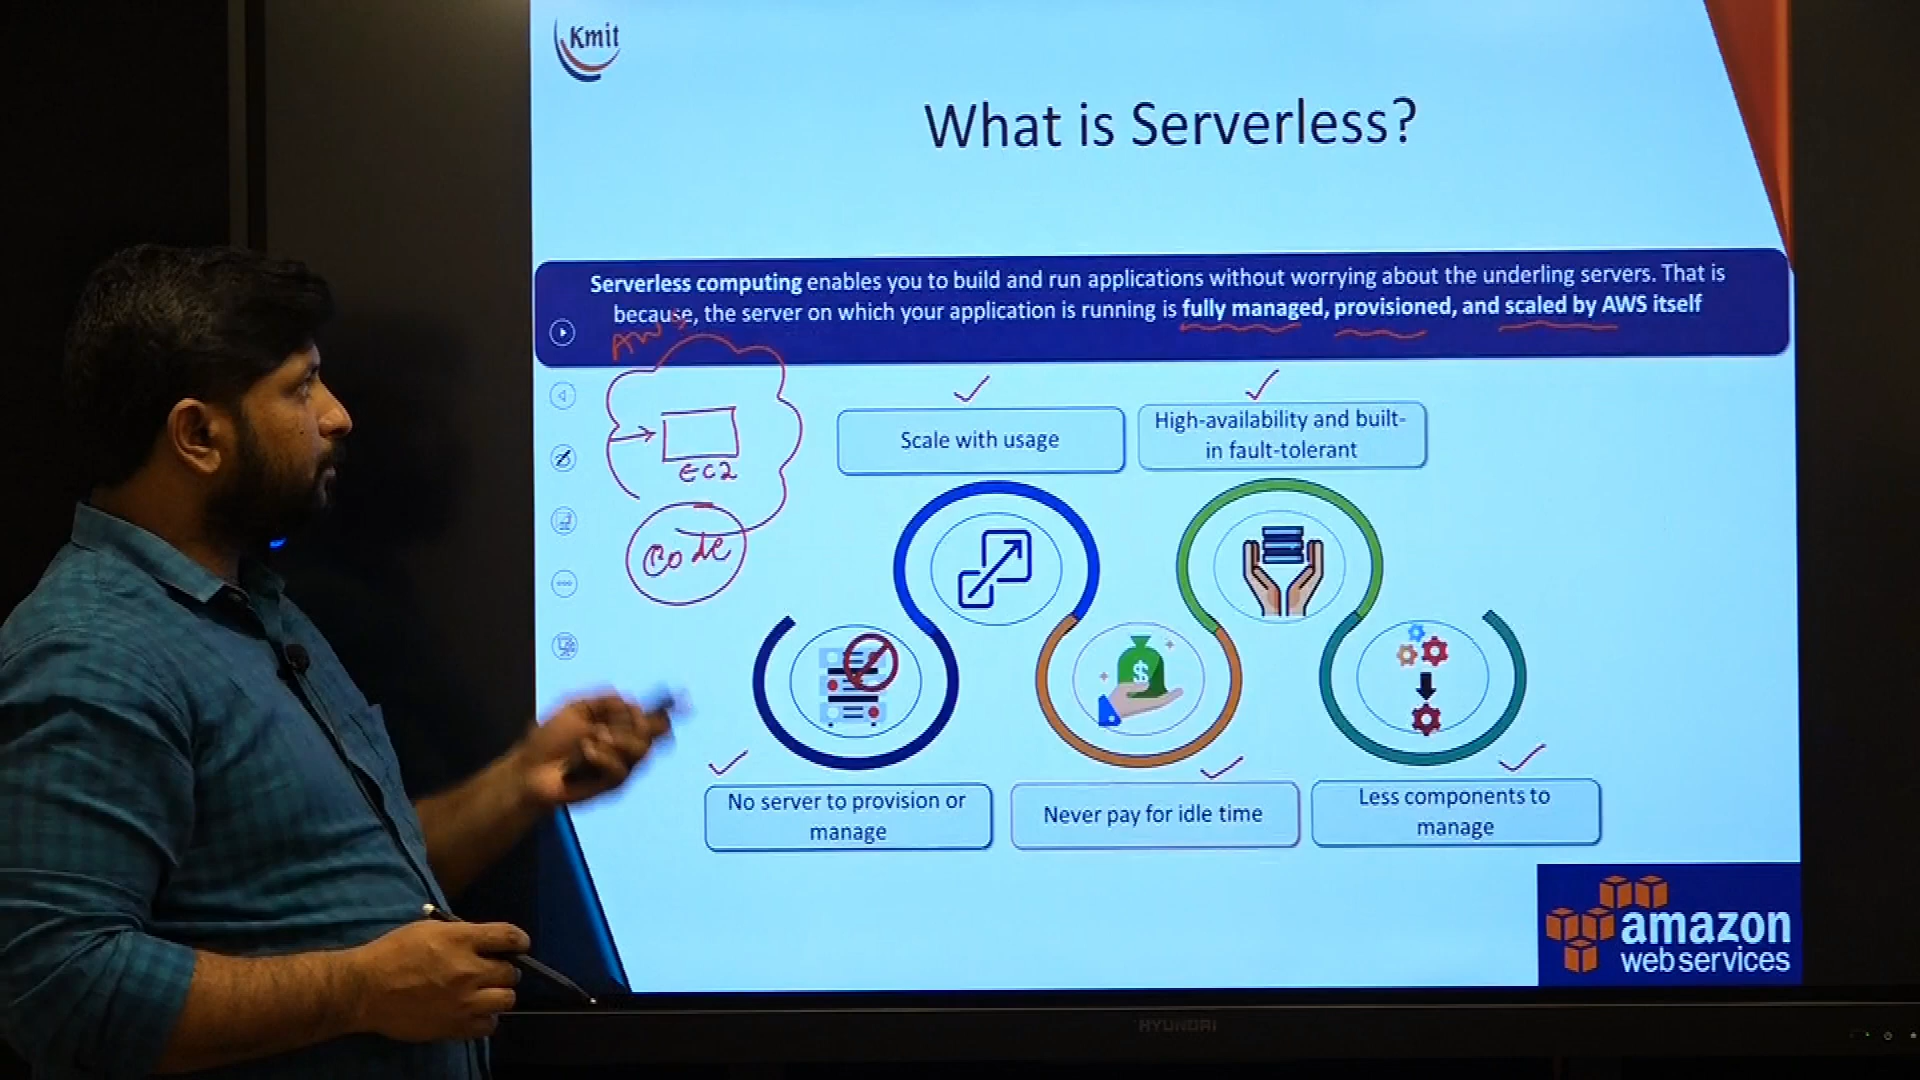 Kmit
What is Serverless?
Serverless computing enables you to build and run applications without worrying about the underling servers. That is
because, the server on which your application is running is fully managed, provisioned, and scaled by AWS itself
AWS
EC2
Code
Scale with usage
High-availability and built-
in fault-tolerant
No server to provision or
manage
Never pay for idle time
Less components to
manage
$
amazon
web services
HYUNDAI